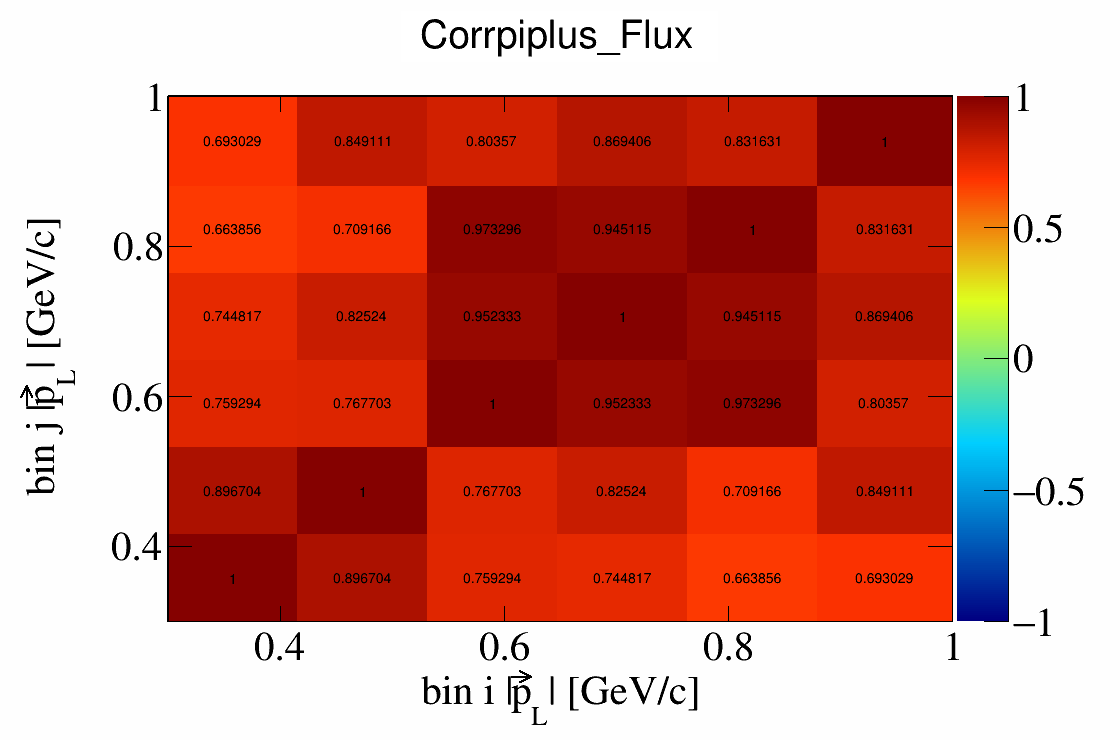 Corrpiplus_Flux
1
0.693029 0.849111 0.80357 0.869406 0.831631 1
1
0.663856 0.709166 0.973296 0.945115 1 0.831631
0.8
0.5
0.744817 0.82524 0.952333 1 0.945115 0.869406
0
0.759294 0.767703 1 0.952333 0.973296 0.80357
0.6
0.896704 1 0.767703 0.82524 0.709166 0.849111
−0.5
0.4
1 0.896704 0.759294 0.744817 0.663856 0.693029
−1
0.4 0.6 0.8 1
bin i |p⃗_L| [GeV/c]
bin j |p⃗_L| [GeV/c]